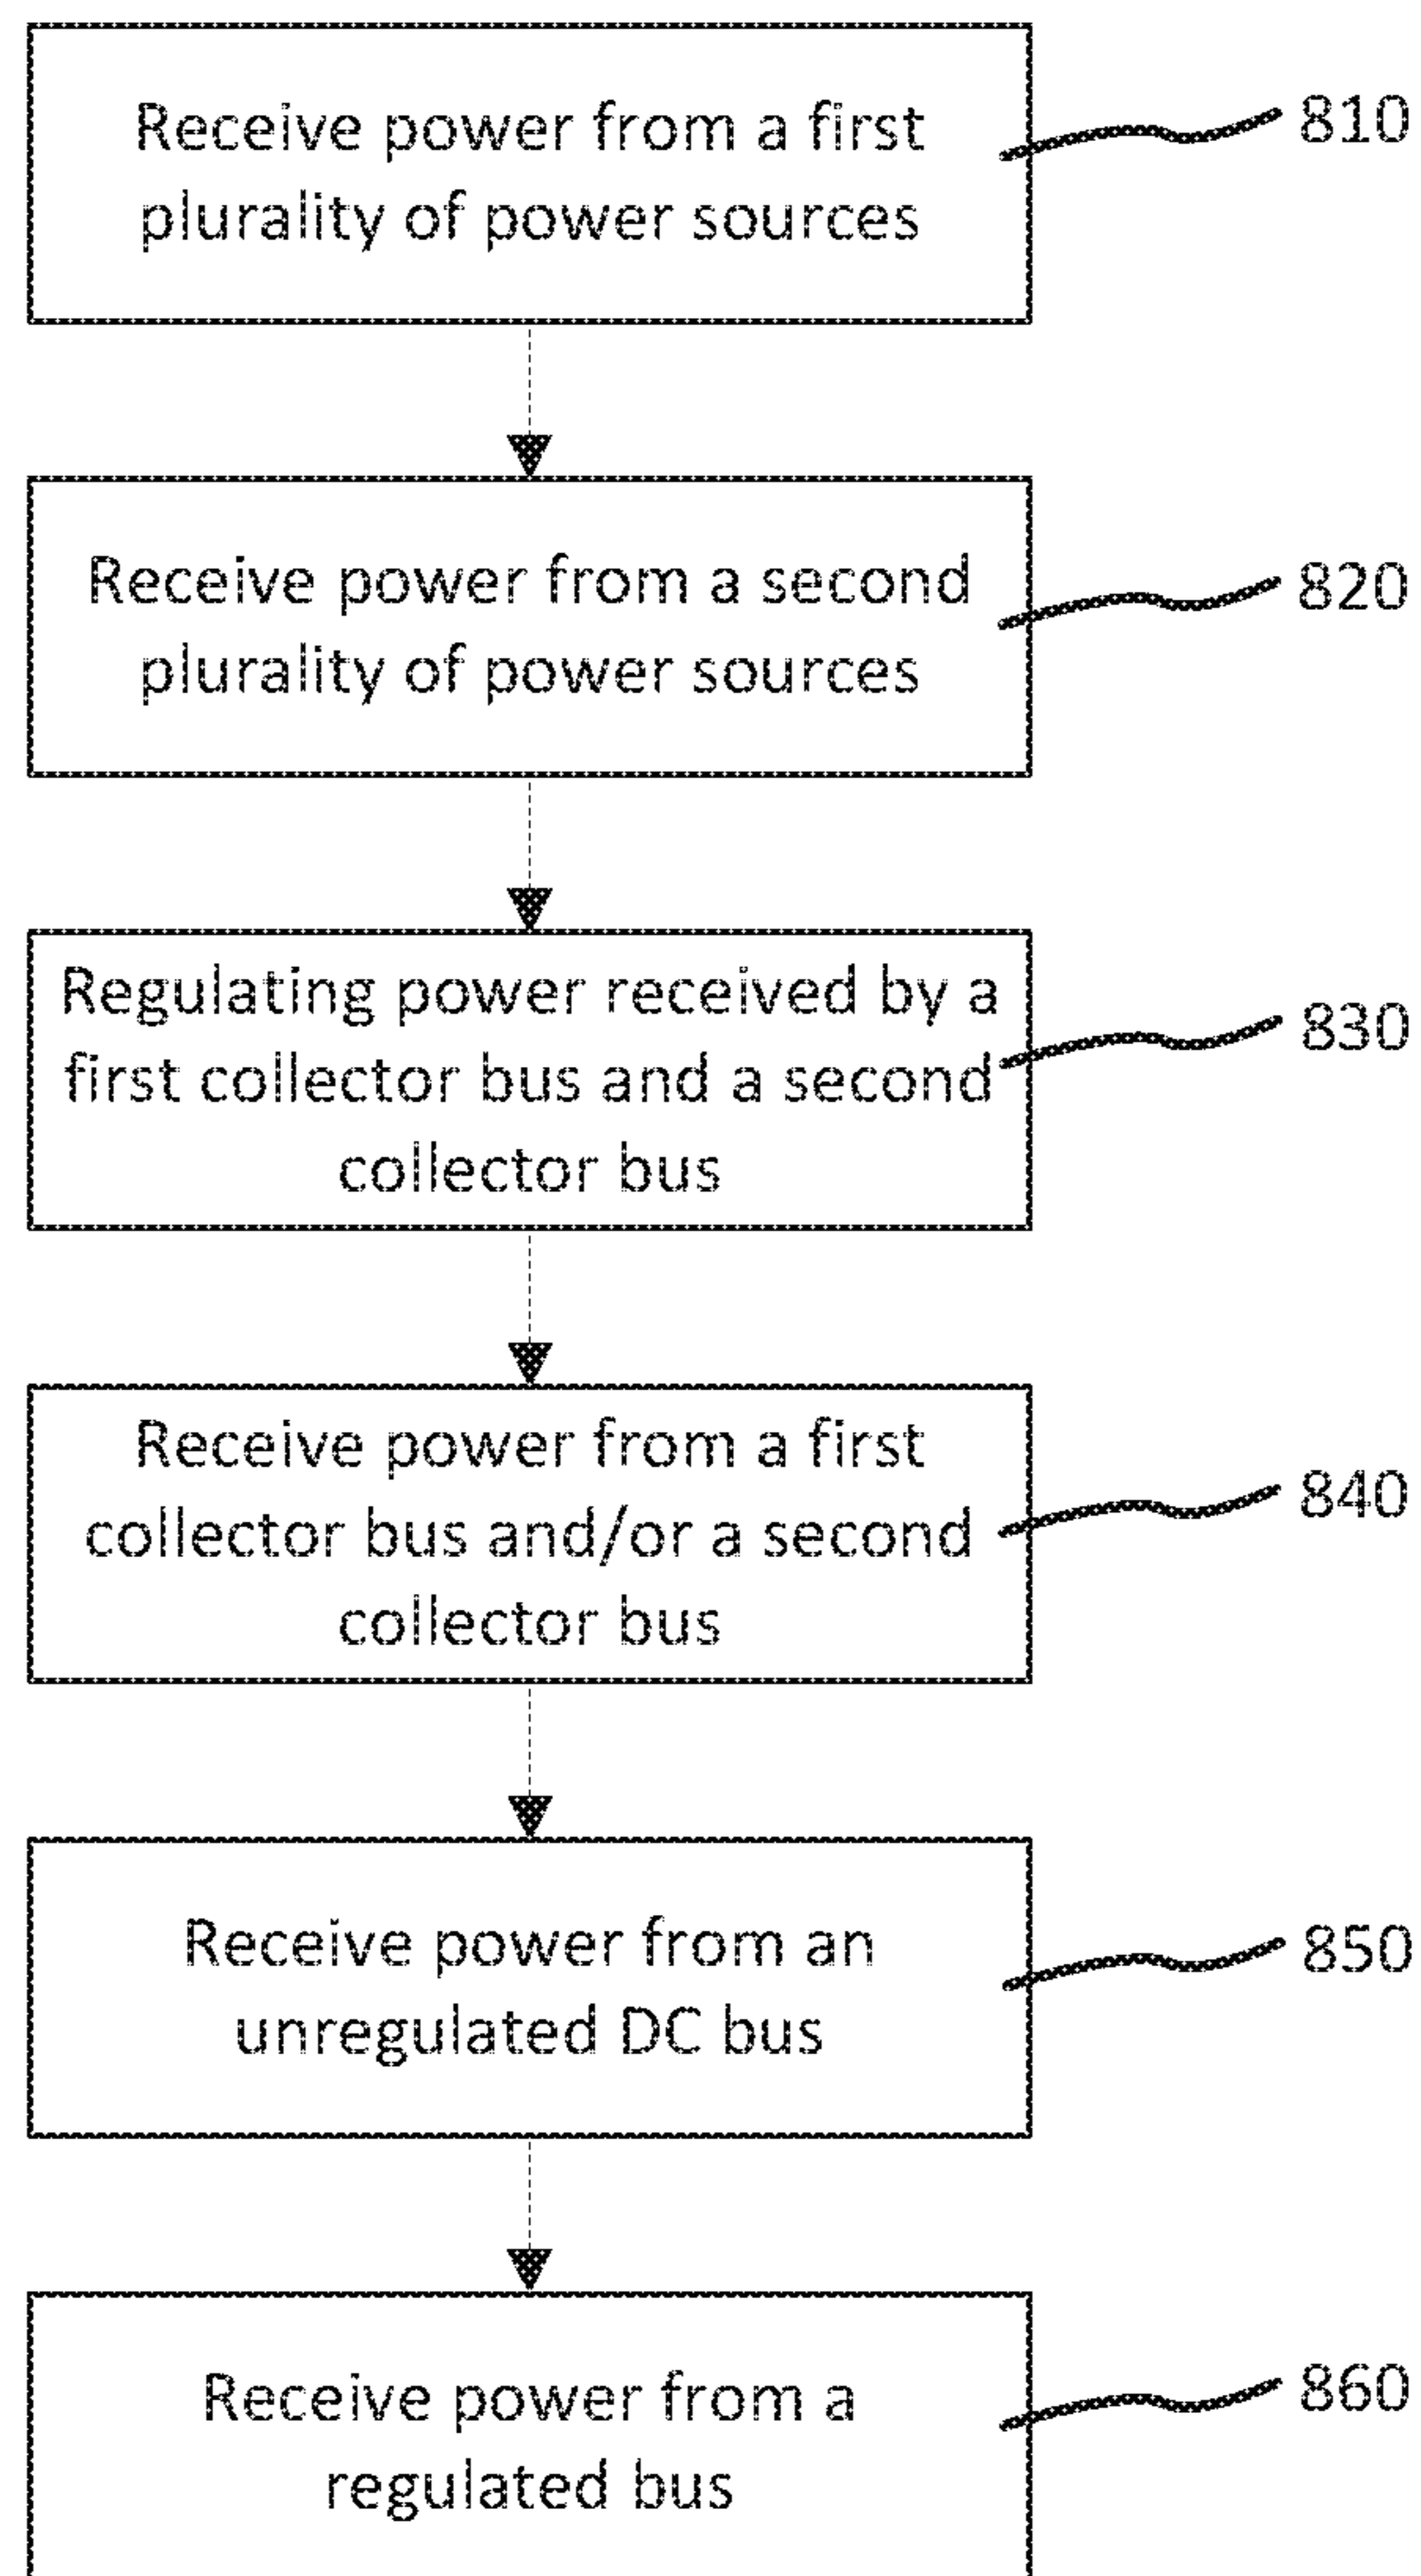 Receive power from a first
plurality of power sources
810
Receive power from a second
plurality of power sources
820
Regulating power received by a
first collector bus and a second
collector bus
830
Receive power from a first
collector bus and/or a second
collector bus
840
Receive power from an
unregulated DC bus
850
Receive power from a
regulated bus
860